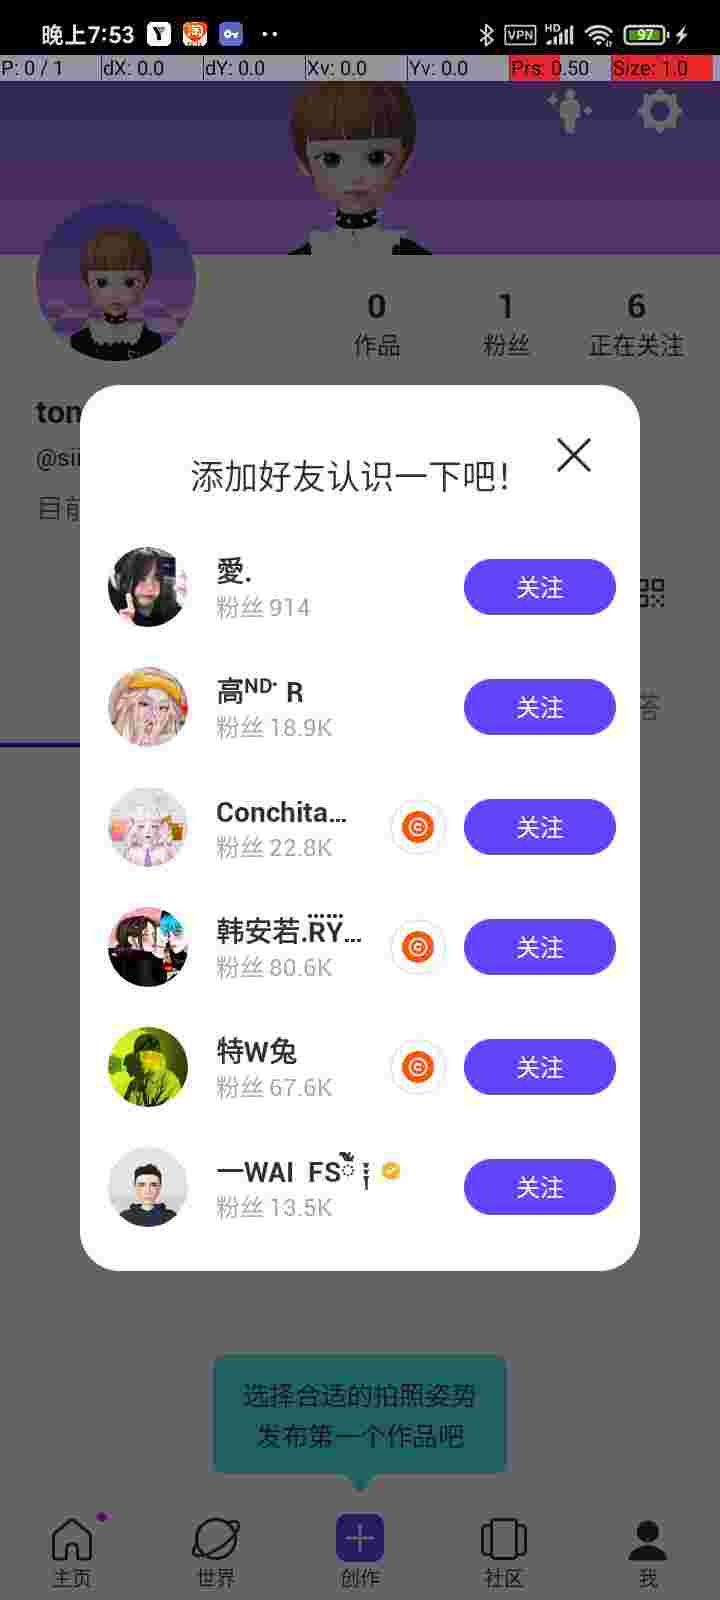 晚上7:53
VPN
HD
97
P: 0 / 1
dX: 0.0
dY: 0.0
Xv: 0.0
Yv: 0.0
Prs: 0.50
Size: 1.0
0
1
6
作品
粉丝
正在关注
ton
@sii
目前
添加好友认识一下吧!
愛.
粉丝 914
关注
高ᴺᴰ· R
粉丝 18.9K
关注
Conchita...
粉丝 22.8K
关注
韩安若.RY...
粉丝 80.6K
关注
特W兔
粉丝 67.6K
关注
一WAI FS
粉丝 13.5K
关注
答
选择合适的拍照姿势
发布第一个作品吧
主页
世界
创作
社区
我